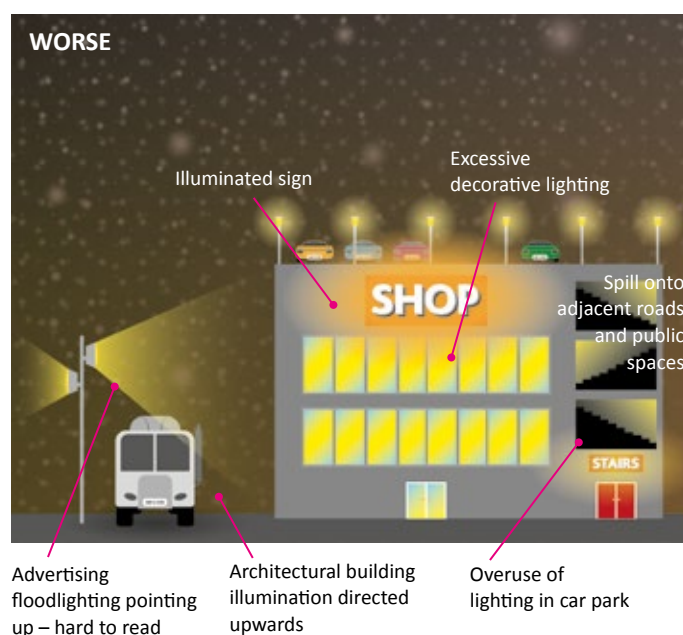 WORSE
Excessive
decorative lighting
Illuminated sign
Spill onto
adjacent roads
and public
spaces
SHOP
STAIRS
Advertising
floodlighting pointing
up – hard to read
Architectural building
illumination directed
upwards
Overuse of
lighting in car park